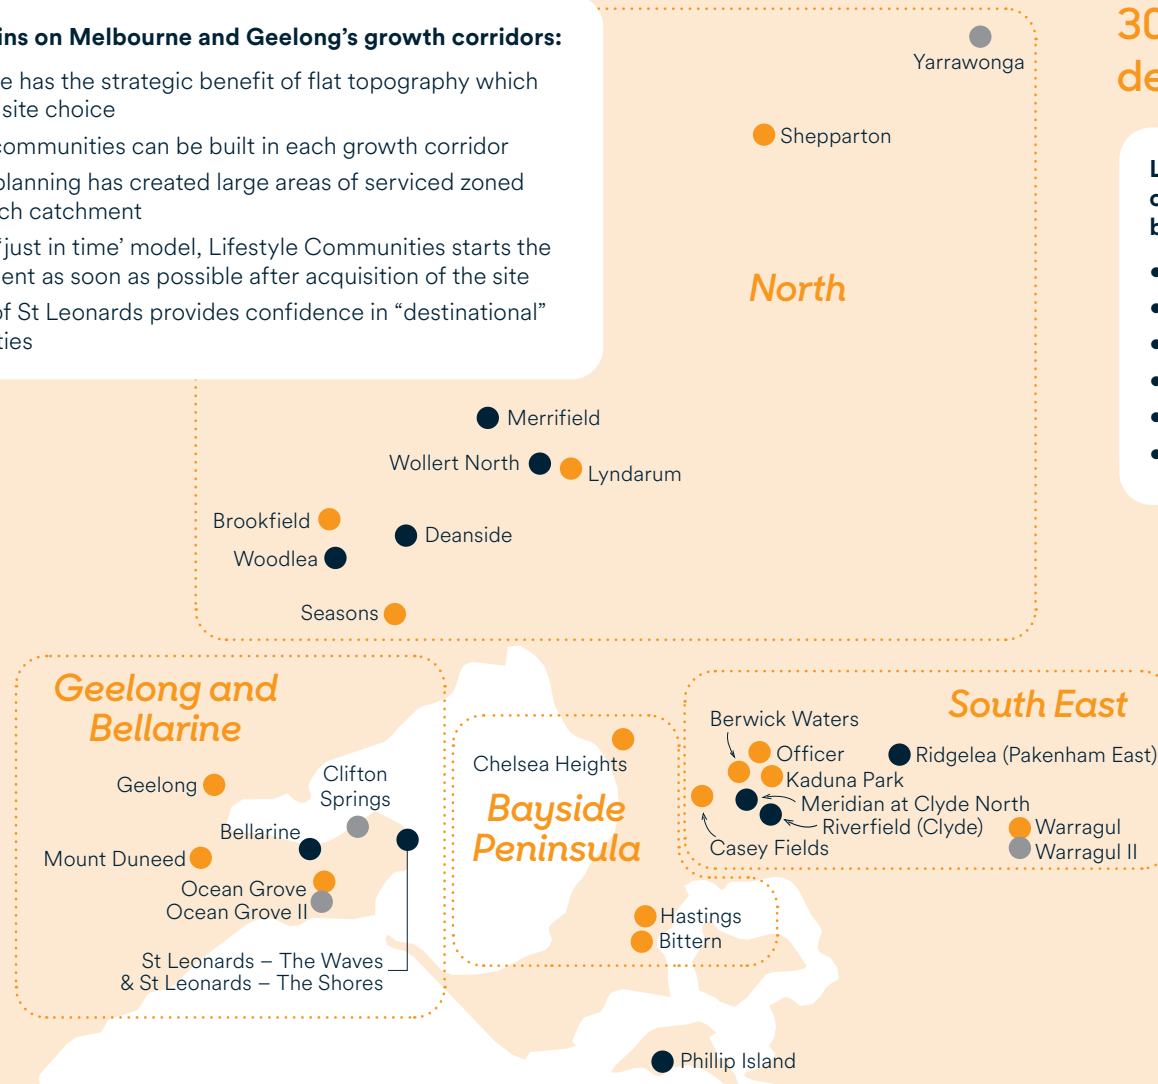 ins on Melbourne and Geelong's growth corridors:
e has the strategic benefit of flat topography which
site choice
communities can be built in each growth corridor
planning has created large areas of serviced zoned
ch catchment
'just in time' model, Lifestyle Communities starts the
ent as soon as possible after acquisition of the site
of St Leonards provides confidence in “destinational”
ties
30
de
L
o
b
•
•
•
•
•
•
Yarrawonga
Shepparton
North
Merrifield
Wollert North
Lyndarum
Brookfield
Deanside
Woodlea
Seasons
Geelong and
Bellarine
Geelong
Clifton
Springs
Bellarine
Mount Duneed
Ocean Grove
Ocean Grove II
St Leonards – The Waves
& St Leonards – The Shores
Chelsea Heights
Bayside
Peninsula
Hastings
Bittern
South East
Berwick Waters
Officer
Ridgelea (Pakenham East)
Kaduna Park
Meridian at Clyde North
Riverfield (Clyde)
Casey Fields
Warragul
Warragul II
Phillip Island